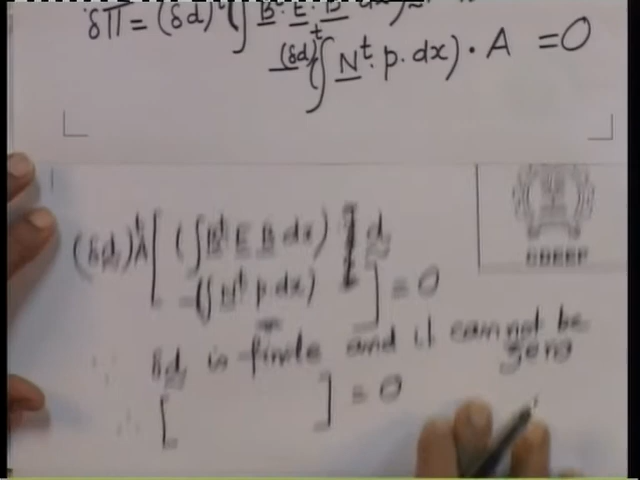 δΠ = (δd)ᵗ (∫ B · E · B
(δd)ᵗ ∫ Nᵗ · p · dx) · A = 0
(δd)ᵗ A [ (∫ Bᵗ E B dx) d
−(∫ Nᵗ p dx) ] = 0
δd is finite and it cannot be
zero
∴ [ ] = 0
CDEEP